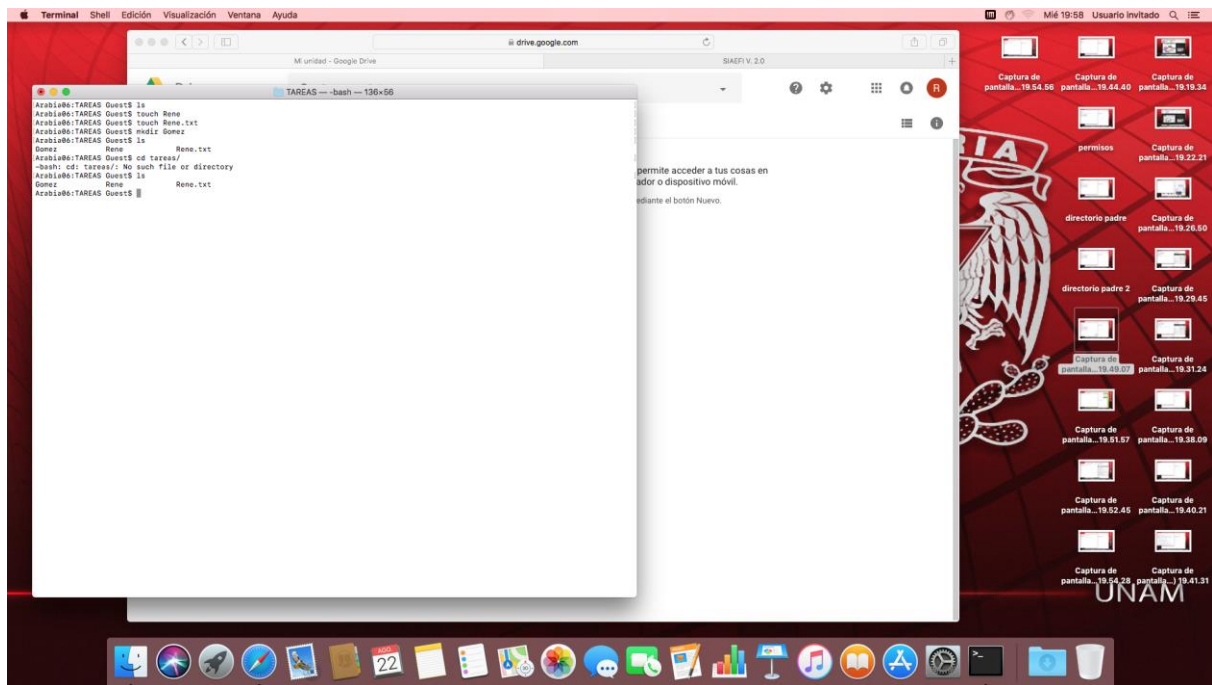 Terminal Shell Edición Visualización Ventana Ayuda
Mié 19:58 Usuario invitado
drive.google.com
Mi unidad - Google Drive
SIAEFI V. 2.0
TAREAS — -bash — 136×56
R
Arabia06:TAREAS Guest$ ls
Arabia06:TAREAS Guest$ touch Rene
Arabia06:TAREAS Guest$ touch Rene.txt
Arabia06:TAREAS Guest$ mkdir Gomez
Arabia06:TAREAS Guest$ ls
Gomez Rene Rene.txt
Arabia06:TAREAS Guest$ cd tareas/
-bash: cd: tareas/: No such file or directory
Arabia06:TAREAS Guest$ ls
Gomez Rene Rene.txt
Arabia06:TAREAS Guest$
permite acceder a tus cosas en
ador o dispositivo móvil.
ediante el botón Nuevo.
Captura de
pantalla...19.54.56
Captura de
pantalla...19.44.40
Captura de
pantalla...19.19.34
permisos
Captura de
pantalla...19.22.21
directorio padre
Captura de
pantalla...19.26.50
directorio padre 2
Captura de
pantalla...19.29.45
Captura de
pantalla...19.49.07
Captura de
pantalla...19.31.24
Captura de
pantalla...19.51.57
Captura de
pantalla...19.38.09
Captura de
pantalla...19.52.45
Captura de
pantalla...19.40.21
Captura de
pantalla...19.54.28
Captura de
pantalla...) 19.41.31
RIA
UNAM
AGO
22